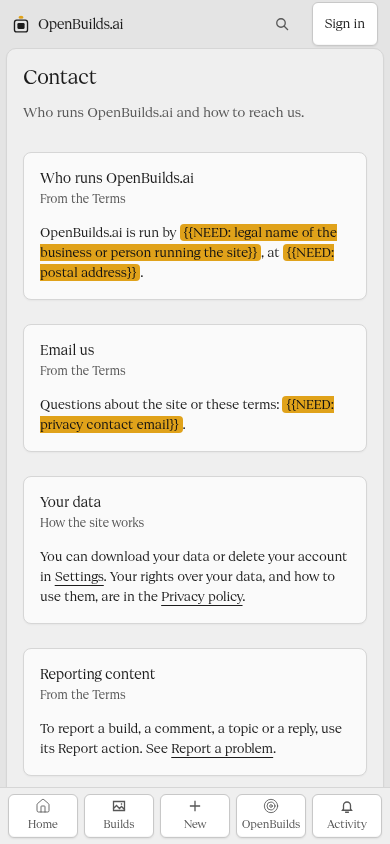 OpenBuilds.ai
Sign in
Contact
Who runs OpenBuilds.ai and how to reach us.
Who runs OpenBuilds.ai
From the Terms
OpenBuilds.ai is run by {{NEED: legal name of the
business or person running the site}}, at {{NEED:
postal address}}.
Email us
From the Terms
Questions about the site or these terms: {{NEED:
privacy contact email}}.
Your data
How the site works
You can download your data or delete your account
in Settings. Your rights over your data, and how to
use them, are in the Privacy policy.
Reporting content
From the Terms
To report a build, a comment, a topic or a reply, use
its Report action. See Report a problem.
Home
Builds
New
OpenBuilds
Activity